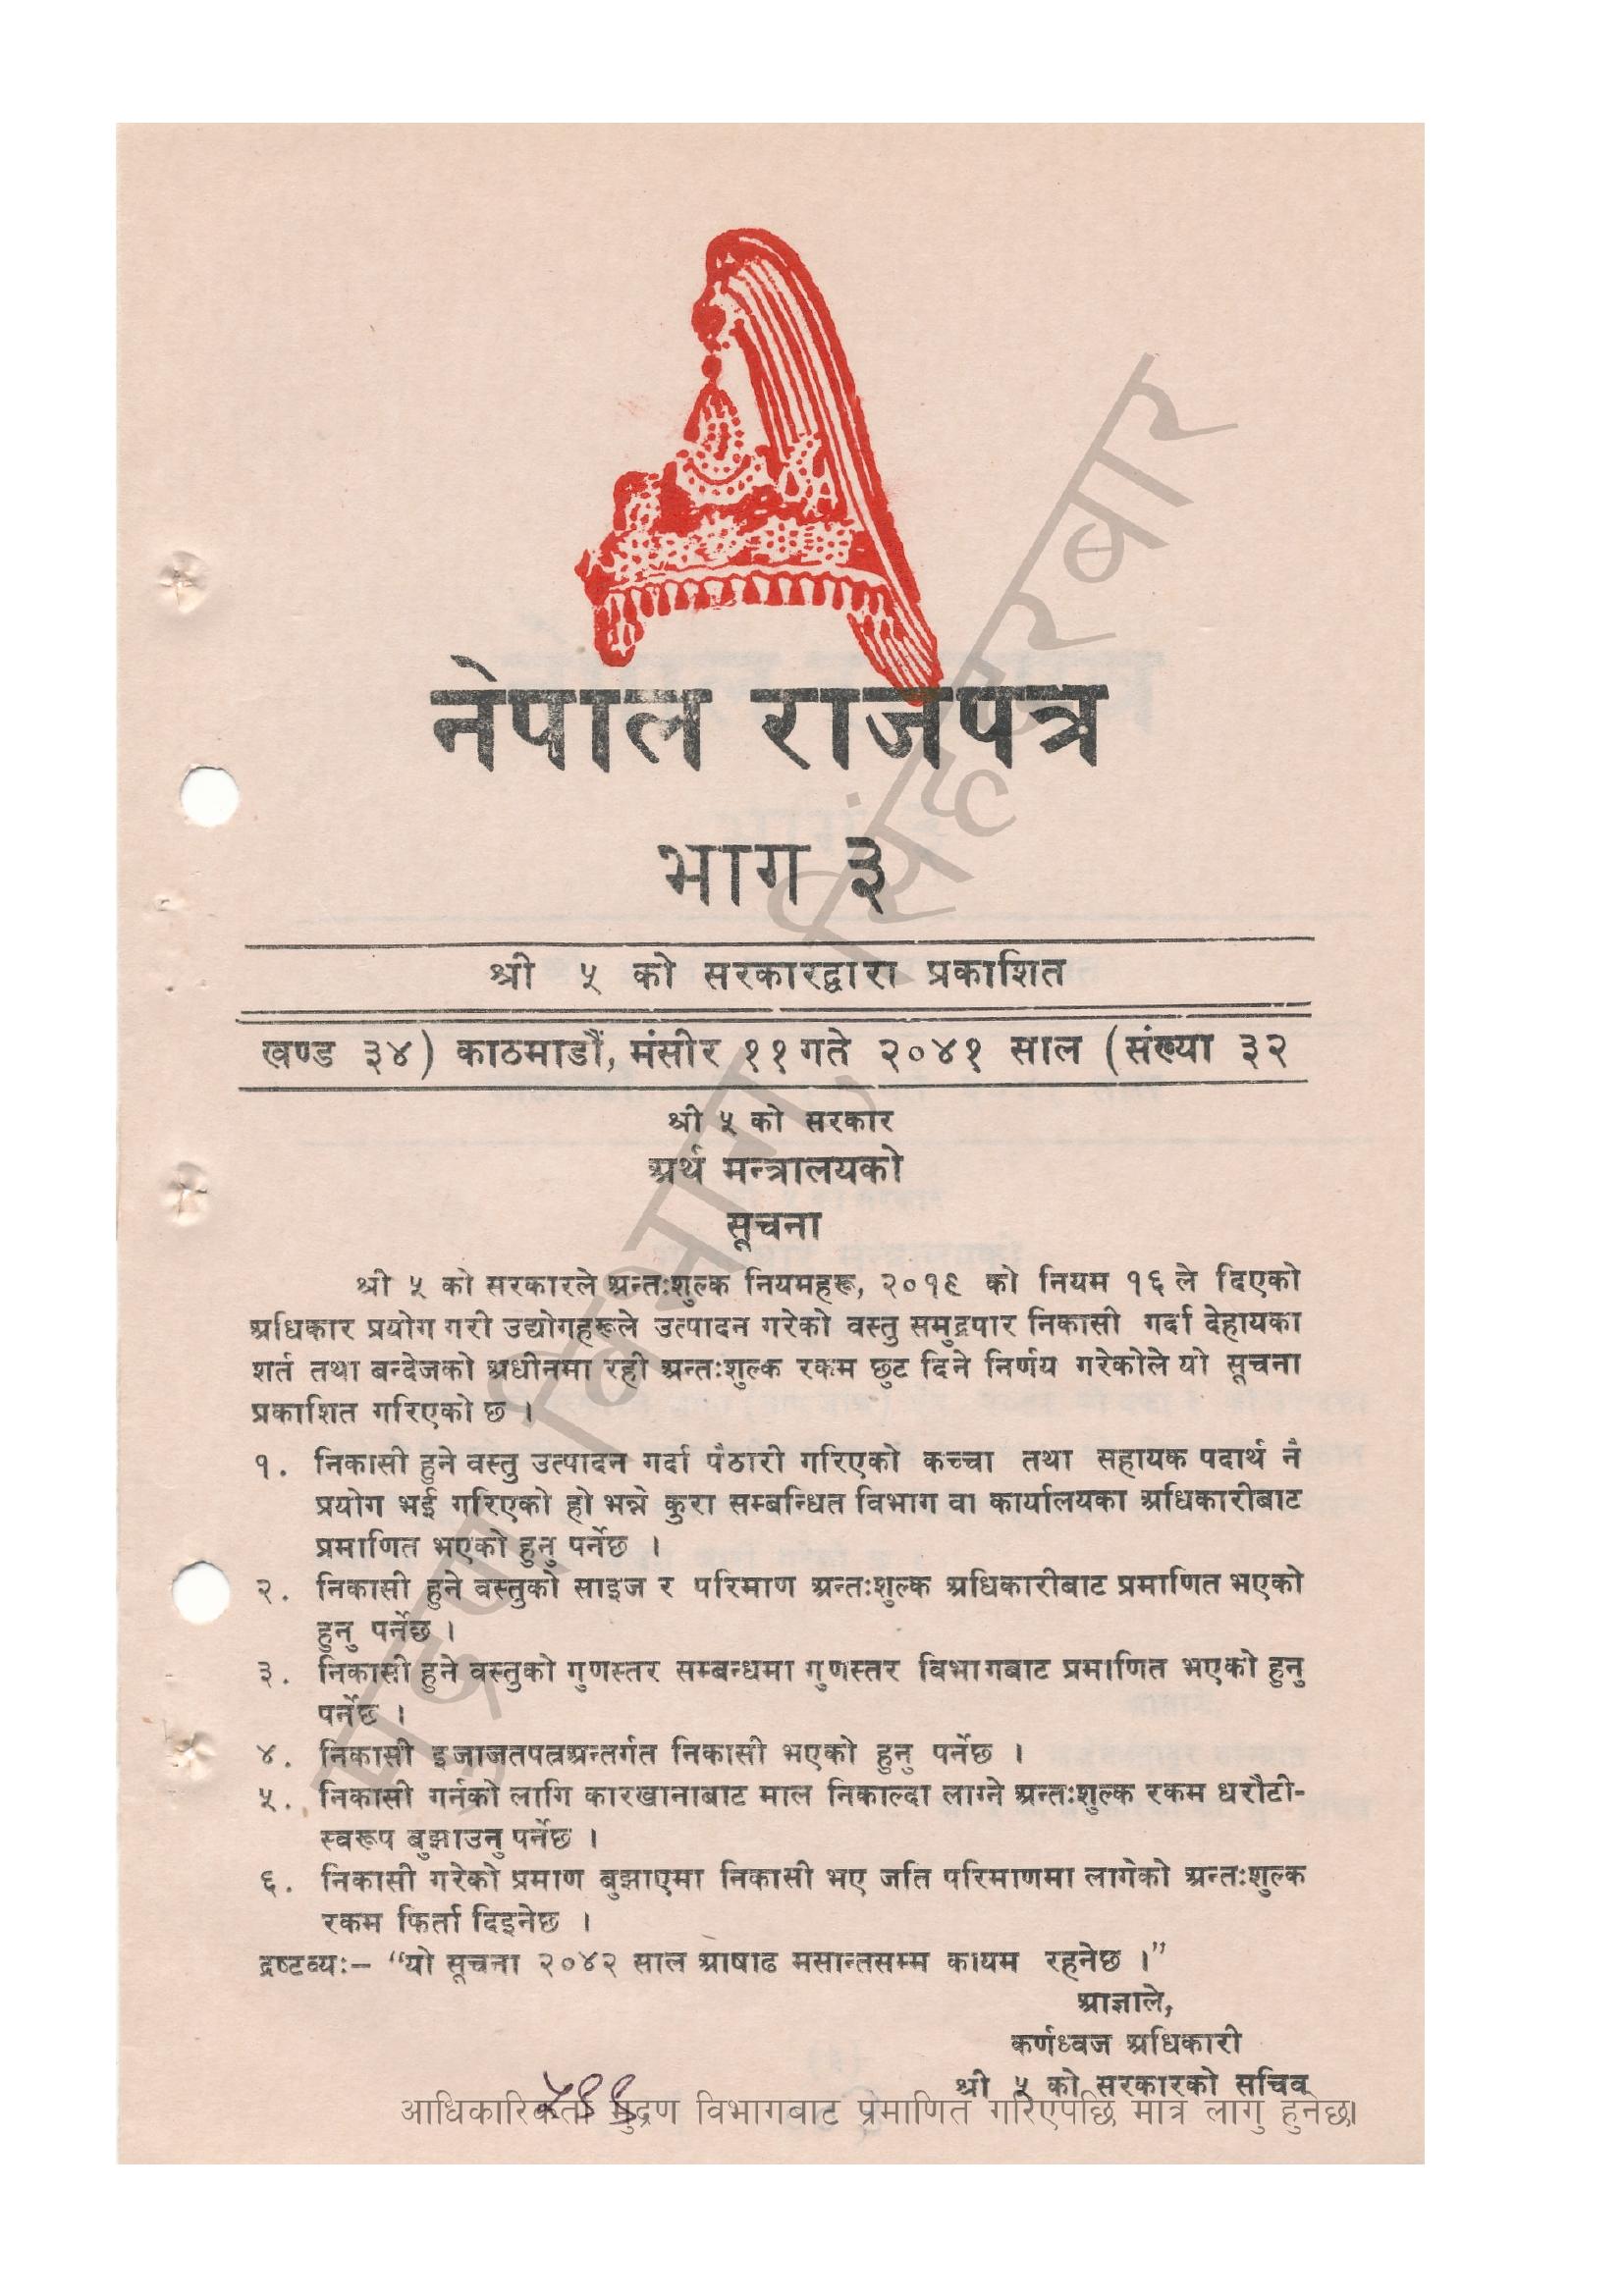 नेपाल राजपत्र
भाग ३
श्री ५ को सरकारद्वारा प्रकाशित
खण्ड ३४) काठमाडौं, मंसीर ११ गते २०४१ साल (संख्या ३२
श्री ५ को सरकार
अर्थ मन्त्रालयको
सूचना
श्री ५ को सरकारले अन्तःशुल्क नियमहरू, २०१९ को नियम १६ ले दिएको
अधिकार प्रयोग गरी उद्योगहरूले उत्पादन गरेको वस्तु समुद्रपार निकासी गर्दा देहायका
शर्त तथा बन्देजको अधीनमा रही अन्तःशुल्क रकम छुट दिने निर्णय गरेकोले यो सूचना
प्रकाशित गरिएको छ ।
१. निकासी हुने वस्तु उत्पादन गर्दा पैठारी गरिएको कच्चा तथा सहायक पदार्थ नै
प्रयोग भई गरिएको हो भन्ने कुरा सम्बन्धित विभाग वा कार्यालयका अधिकारीबाट
प्रमाणित भएको हुनु पर्नेछ ।
२. निकासी हुने वस्तुको साइज र परिमाण अन्तःशुल्क अधिकारीबाट प्रमाणित भएको
हुनु पर्नेछ ।
३. निकासी हुने वस्तुको गुणस्तर सम्बन्धमा गुणस्तर विभागबाट प्रमाणित भएको हुनु
पर्नेछ ।
४. निकासी इजाजतपत्रअन्तर्गत निकासी भएको हुनु पर्नेछ ।
५. निकासी गर्नको लागि कारखानाबाट माल निकाल्दा लाग्ने अन्तःशुल्क रकम धरौटी-
स्वरूप बुझाउनु पर्नेछ ।
६. निकासी गरेको प्रमाण बुझाएमा निकासी भए जति परिमाणमा लागेको अन्तःशुल्क
रकम फिर्ता दिइनेछ ।
द्रष्टव्यः– “यो सूचना २०४२ साल आषाढ मसान्तसम्म कायम रहनेछ ।”
आज्ञाले,
कर्णध्वज अधिकारी
श्री ५ को सरकारको सचिव
आधिकारिकता मुद्रण विभागबाट प्रमाणित गरिएपछि मात्र लागु हुनेछ।
मुद्रण विभाग, सिंहदरबार